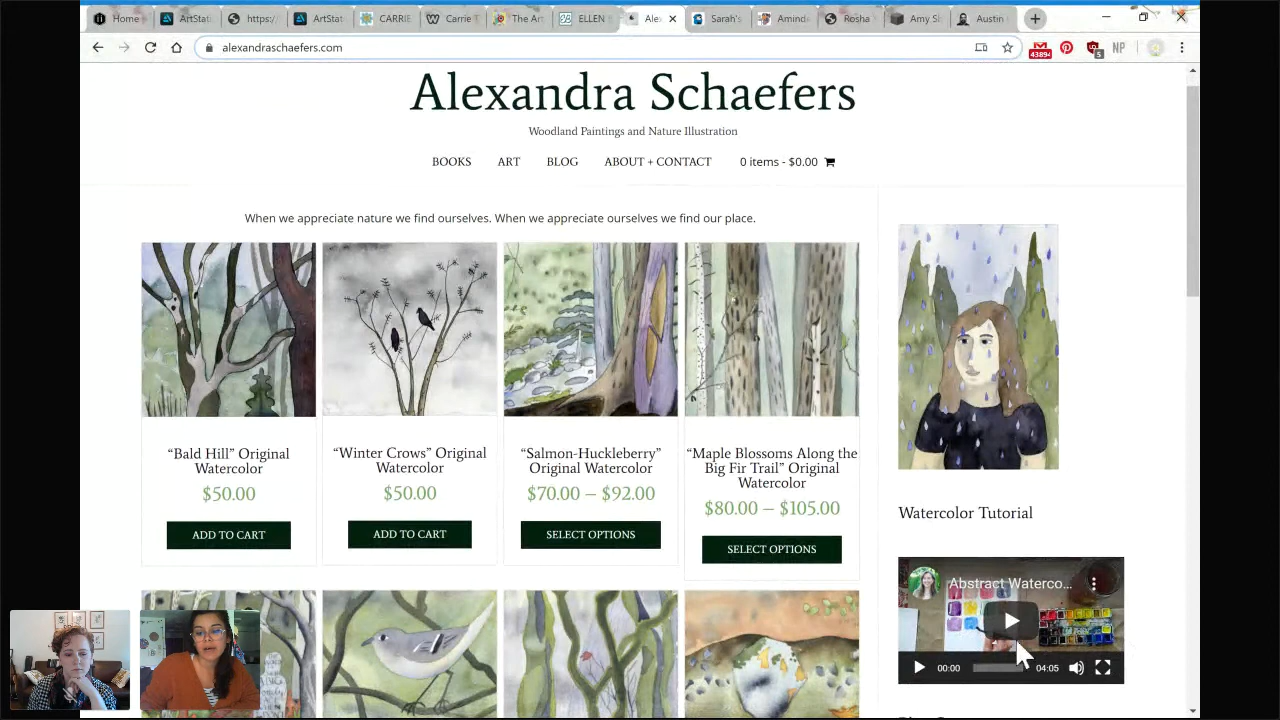 Home
ArtStat
https:/
ArtStat
CARRIE
Carrie T
The Art
ELLEN
Ale
Sarah's
Amind
Rosha
Amy Sl
Austin
alexandraschaefers.com
NP
Alexandra Schaefers
Woodland Paintings and Nature Illustration
BOOKS ART BLOG ABOUT + CONTACT 0 items - $0.00
When we appreciate nature we find ourselves. When we appreciate ourselves we find our place.
“Bald Hill” Original
Watercolor
$50.00
ADD TO CART
“Winter Crows” Original
Watercolor
$50.00
ADD TO CART
“Salmon-Huckleberry”
Original Watercolor
$70.00 – $92.00
SELECT OPTIONS
“Maple Blossoms Along the
Big Fir Trail” Original
Watercolor
$80.00 – $105.00
SELECT OPTIONS
Watercolor Tutorial
Abstract Waterco...
00:00
04:05